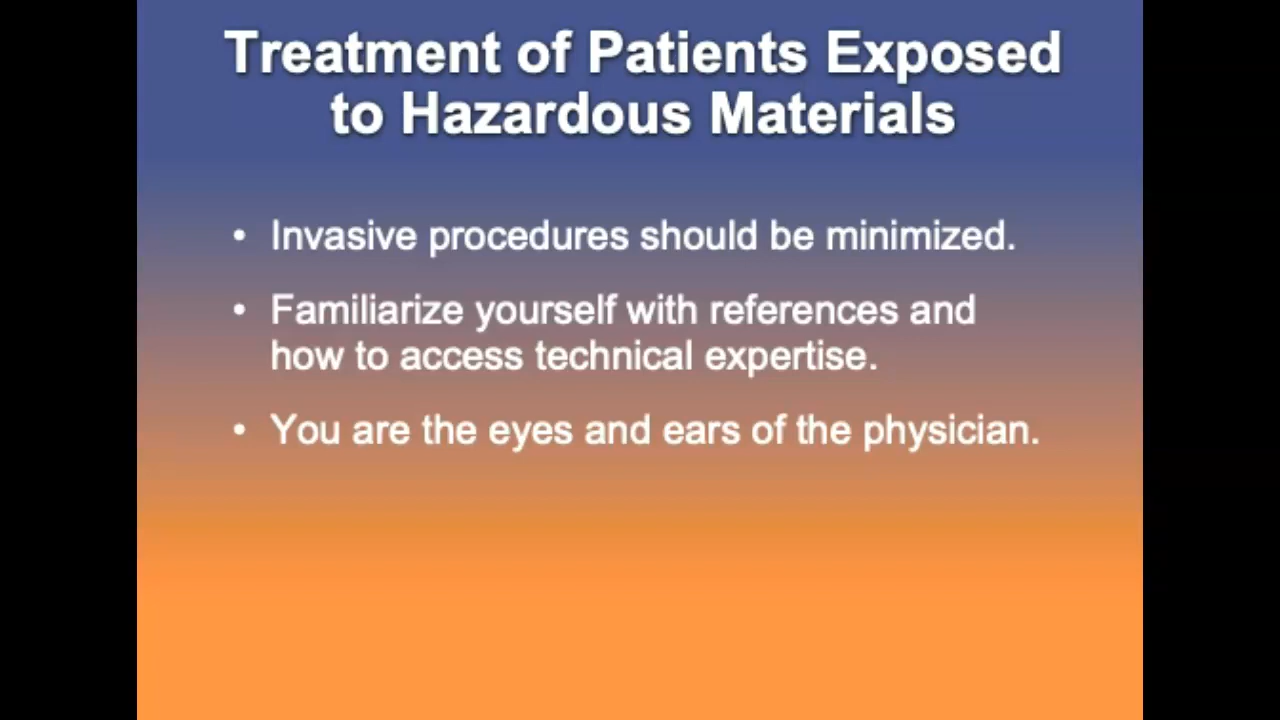 Treatment of Patients Exposed
to Hazardous Materials
• Invasive procedures should be minimized.
• Familiarize yourself with references and
how to access technical expertise.
• You are the eyes and ears of the physician.